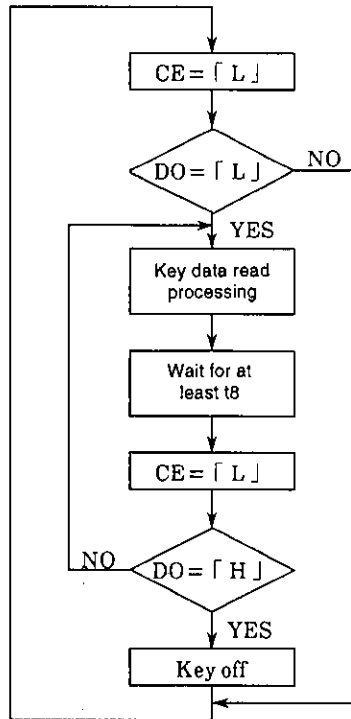 CE=「L」
DO=「L」
NO
YES
Key data read
processing
Wait for at
least t8
CE=「L」
NO
DO=「H」
YES
Key off